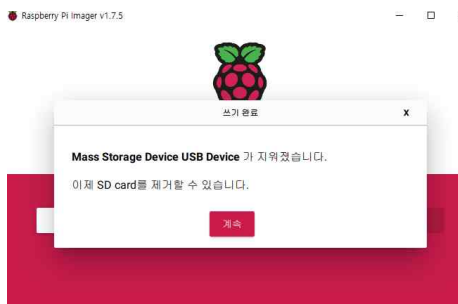 Raspberry Pi Imager v1.7.5
쓰기 완료
X
Mass Storage Device USB Device 가 지워졌습니다.
이제 SD card를 제거할 수 있습니다.
계속